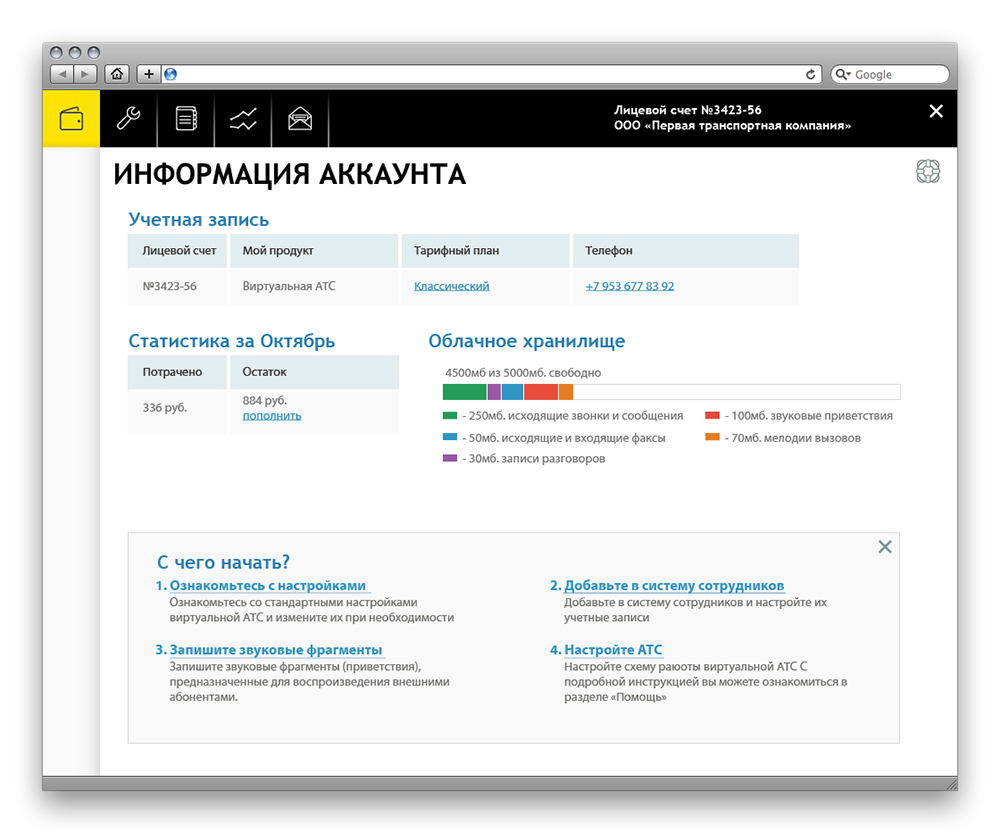 Google
Лицевой счет №3423-56
ООО «Первая транспортная компания»
ИНФОРМАЦИЯ АККАУНТА
Учетная запись
Лицевой счет Мой продукт Тарифный план Телефон
№3423-56 Виртуальная АТС Классический +7 953 677 83 92
Статистика за Октябрь
Потрачено Остаток
336 руб. 884 руб.
пополнить
Облачное хранилище
4500мб из 5000мб. свободно
- 250мб. исходящие звонки и сообщения - 100мб. звуковые приветствия
- 50мб. исходящие и входящие факсы - 70мб. мелодии вызовов
- 30мб. записи разговоров
С чего начать?
1. Ознакомьтесь с настройками
Ознакомьтесь со стандартными настройками
виртуальной АТС и измените их при необходимости
2. Добавьте в систему сотрудников
Добавьте в систему сотрудников и настройте их
учетные записи
3. Запишите звуковые фрагменты
Запишите звуковые фрагменты (приветствия),
предназначенные для воспроизведения внешними
абонентами.
4. Настройте АТС
Настройте схему раюоты виртуальной АТС С
подробной инструкцией вы можете ознакомиться в
разделе «Помощь»